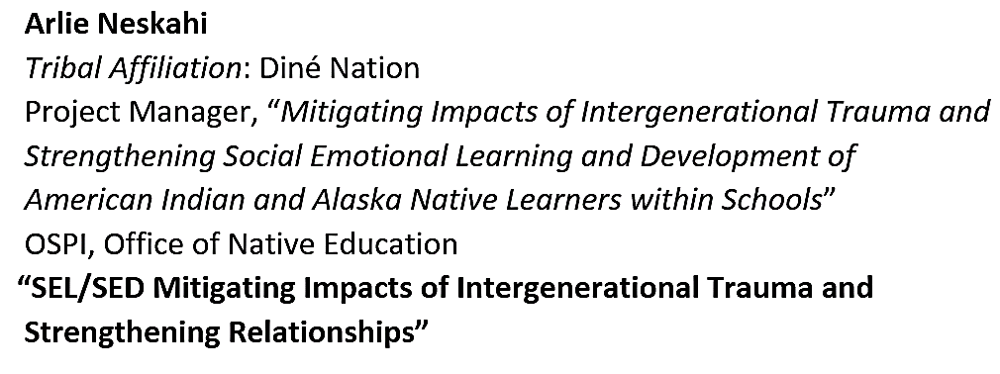 Arlie Neskahi
Tribal Affiliation: Diné Nation
Project Manager, “Mitigating Impacts of Intergenerational Trauma and
Strengthening Social Emotional Learning and Development of
American Indian and Alaska Native Learners within Schools”
OSPI, Office of Native Education
“SEL/SED Mitigating Impacts of Intergenerational Trauma and
Strengthening Relationships”